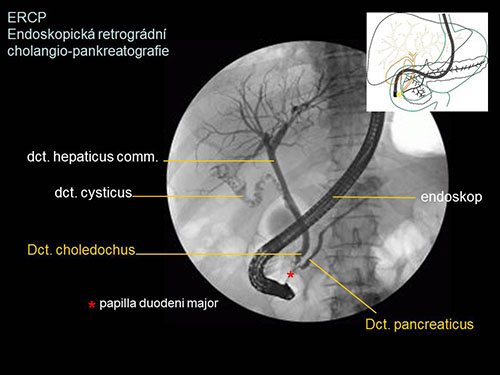 ERCP
Endoskopická retrográdní
cholangio-pankreatografie
dct. hepaticus comm.
dct. cysticus
endoskop
Dct. choledochus
* papilla duodeni major
*
Dct. pancreaticus